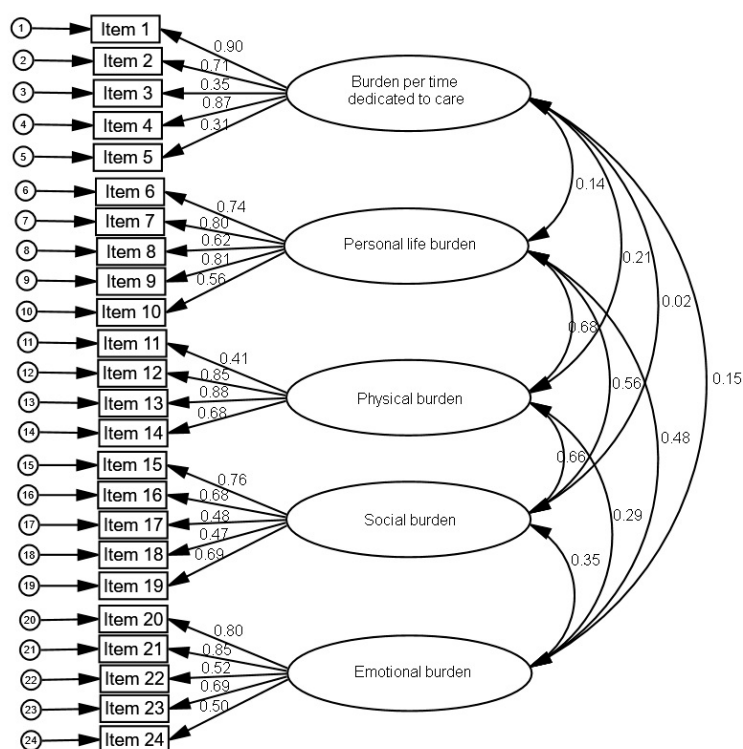 1
Item 1
0.90
2
Item 2
0.71
3
Item 3
0.35
4
Item 4
0.87
5
Item 5
0.31
Burden per time
dedicated to care
6
Item 6
0.74
7
Item 7
0.80
8
Item 8
0.62
9
Item 9
0.81
10
Item 10
0.56
Personal life burden
11
Item 11
0.41
12
Item 12
0.85
13
Item 13
0.88
14
Item 14
0.68
Physical burden
15
Item 15
0.76
16
Item 16
0.68
17
Item 17
0.48
18
Item 18
0.47
19
Item 19
0.69
Social burden
20
Item 20
0.80
21
Item 21
0.85
22
Item 22
0.52
23
Item 23
0.69
24
Item 24
0.50
Emotional burden
0.14
0.21
0.02
0.15
0.68
0.56
0.48
0.66
0.29
0.35